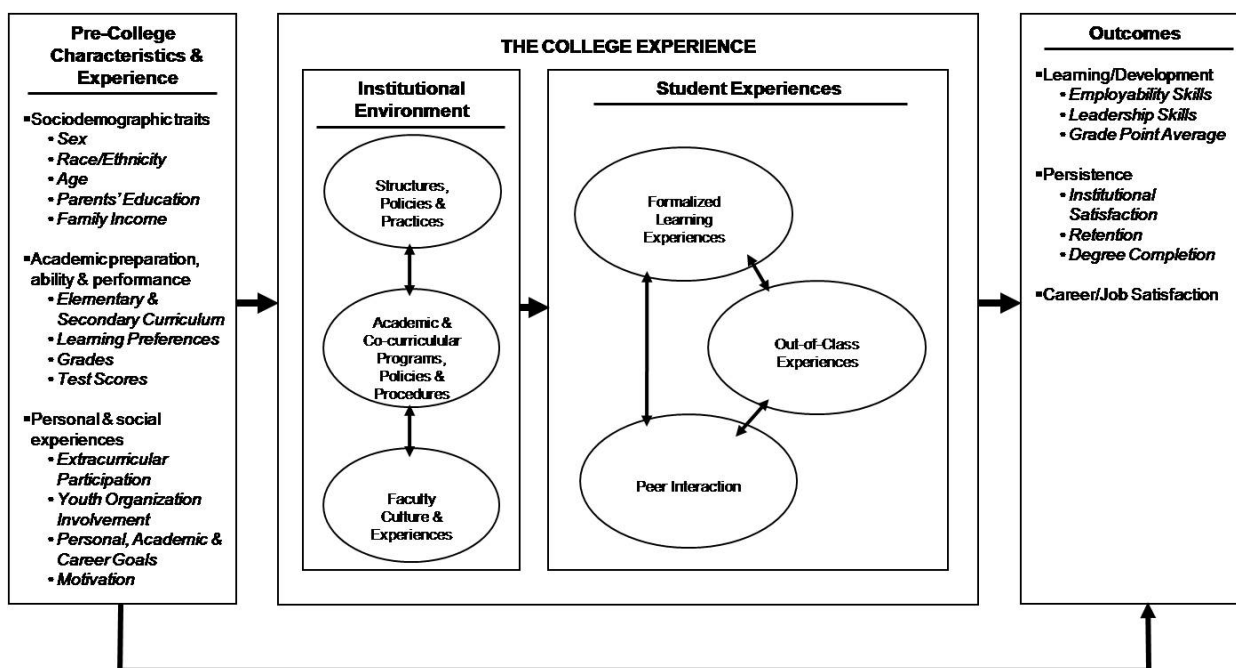 Pre-College
Characteristics &
Experience
▪Sociodemographic traits
• Sex
• Race/Ethnicity
• Age
• Parents' Education
• Family Income
▪Academic preparation,
ability & performance
• Elementary &
Secondary Curriculum
• Learning Preferences
• Grades
• Test Scores
▪Personal & social
experiences
• Extracurricular
Participation
• Youth Organization
Involvement
• Personal, Academic &
Career Goals
• Motivation
THE COLLEGE EXPERIENCE
Institutional
Environment
Structures,
Policies &
Practices
Academic &
Co-curriculular
Programs,
Policies &
Procedures
Faculty
Culture &
Experiences
Student Experiences
Formalized
Learning
Experiences
Out-of-Class
Experiences
Peer Interaction
Outcomes
▪Learning/Development
• Employability Skills
• Leadership Skills
• Grade Point Average
▪Persistence
• Institutional
Satisfaction
• Retention
• Degree Completion
▪Career/Job Satisfaction